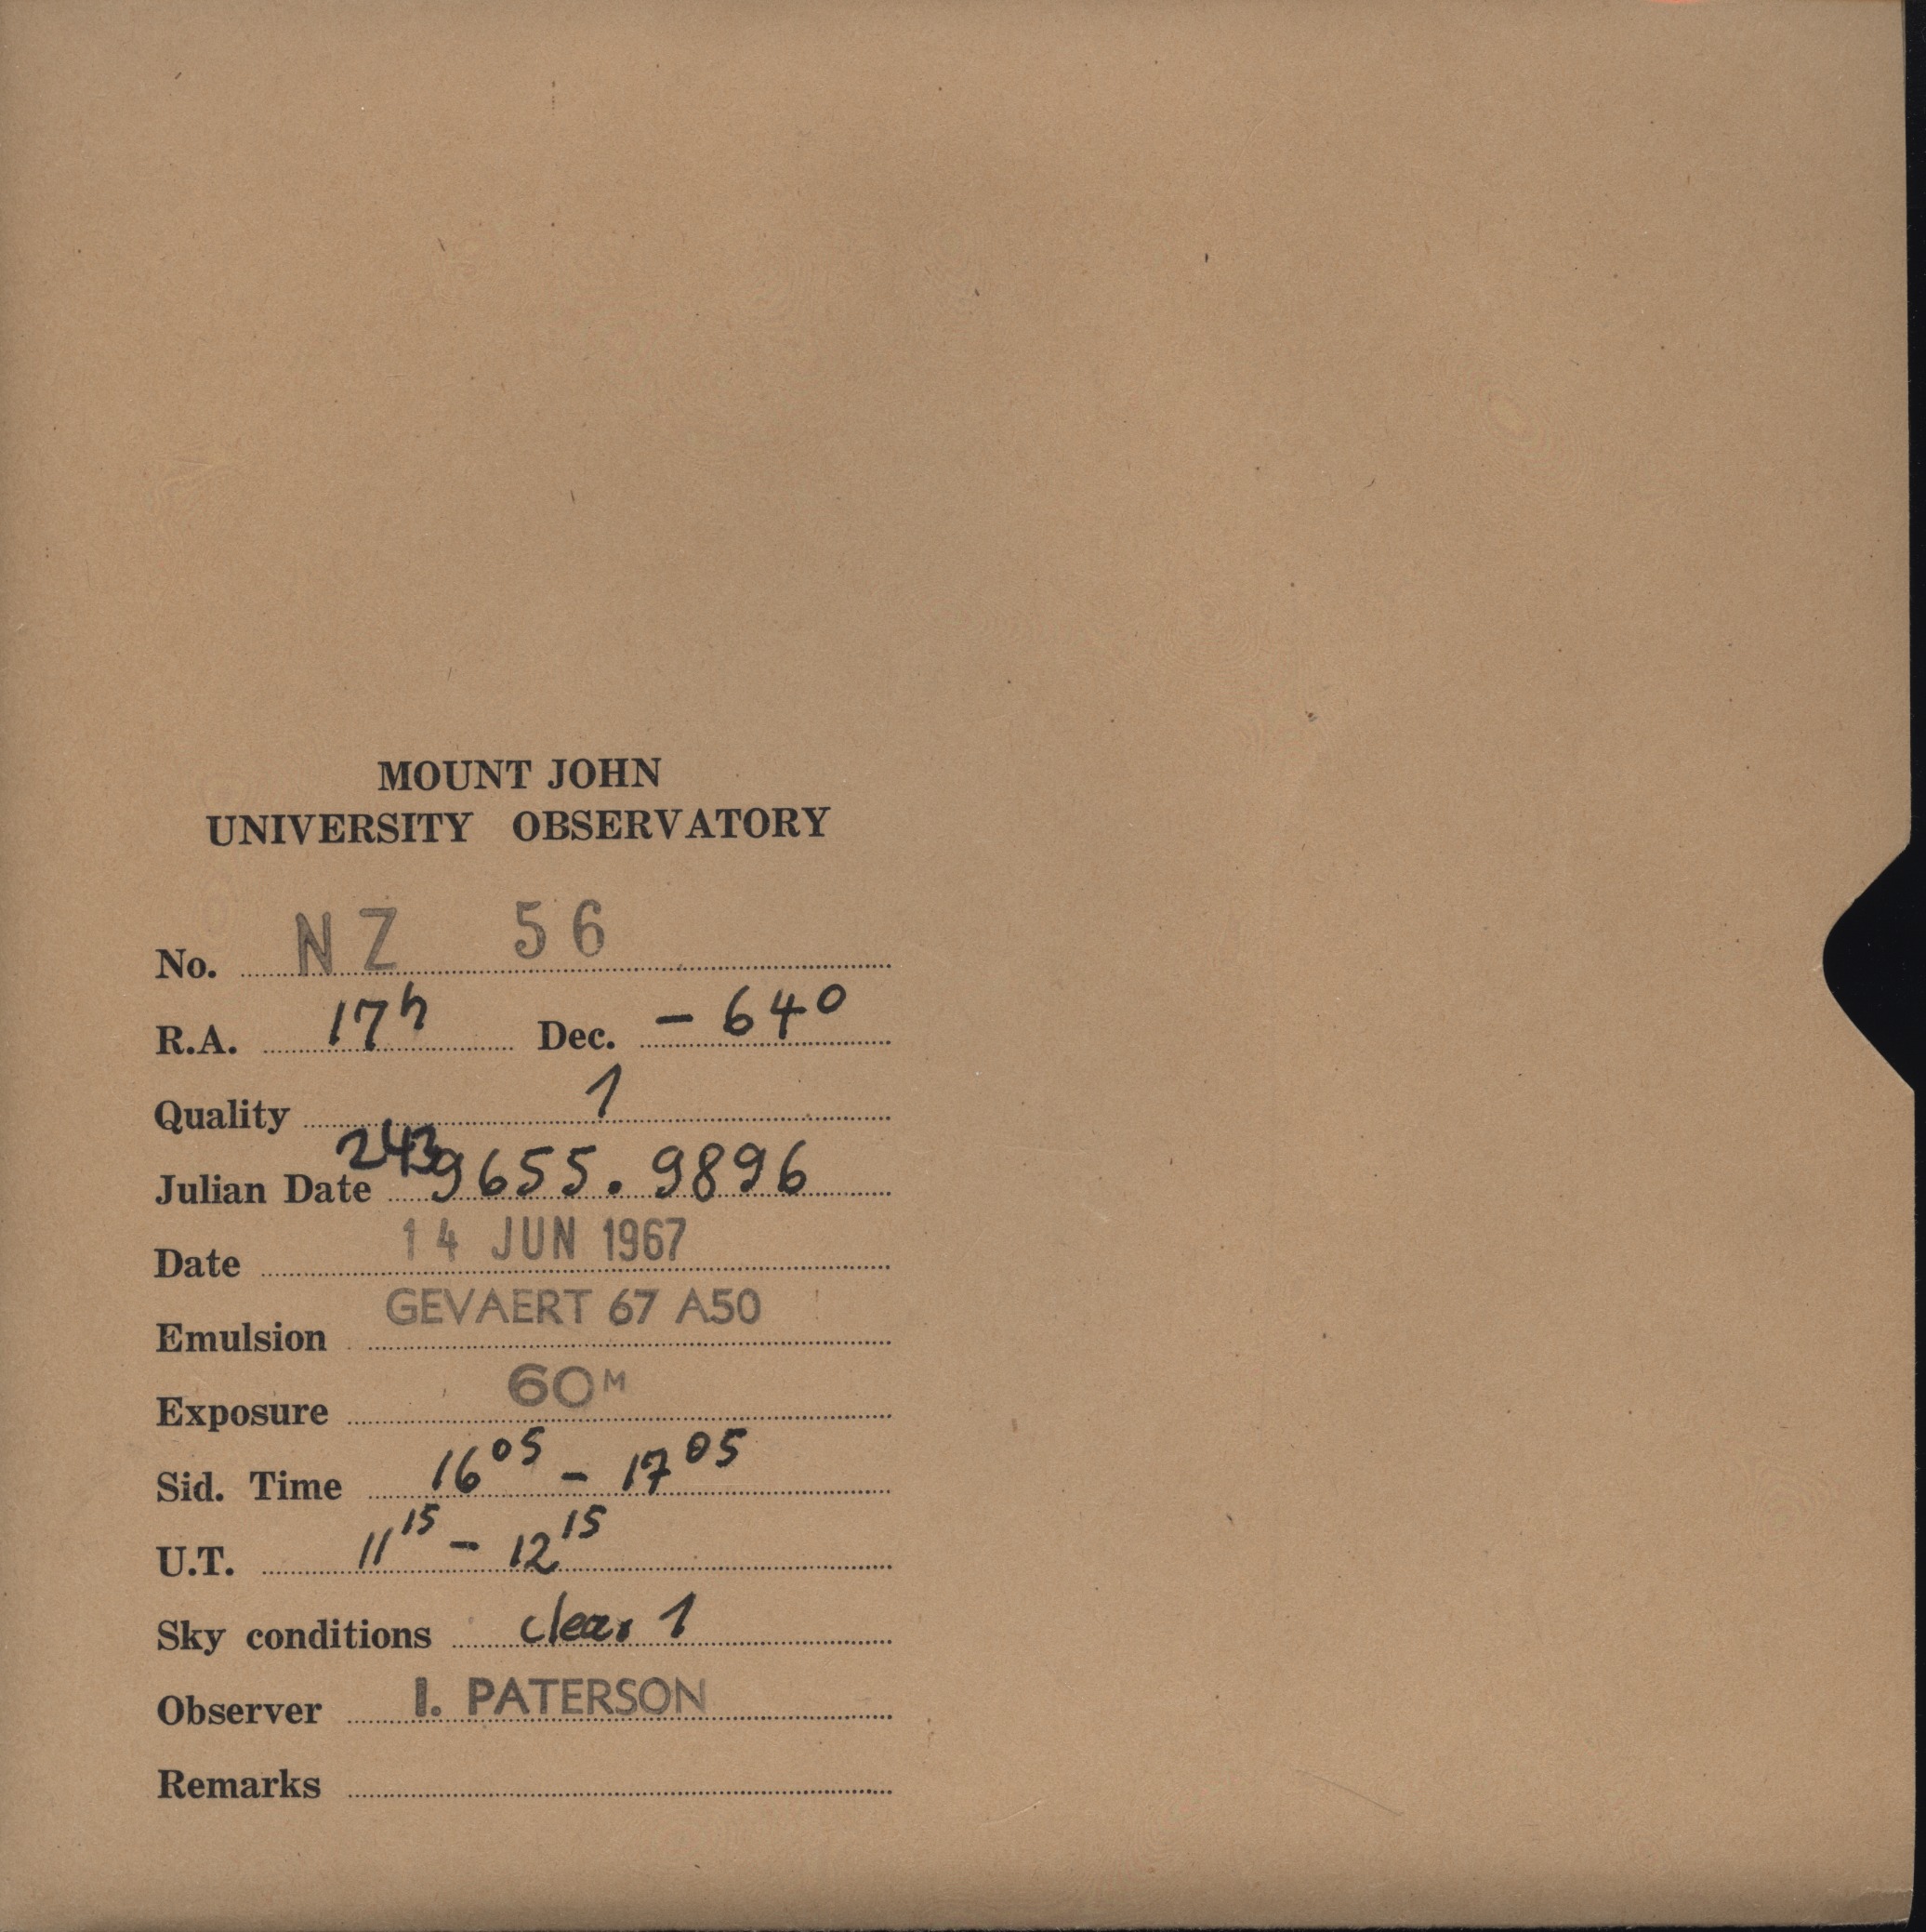 MOUNT JOHN
UNIVERSITY OBSERVATORY
No. NZ 56
R.A. 17h Dec. -64°
Quality 1
Julian Date 2439655.9896
Date 14 JUN 1967
Emulsion GEVAERT 67 A50
Exposure 60M
Sid. Time 16 05 - 17 05
U.T. 11 15 - 12 15
Sky conditions clear 1
Observer I. PATERSON
Remarks